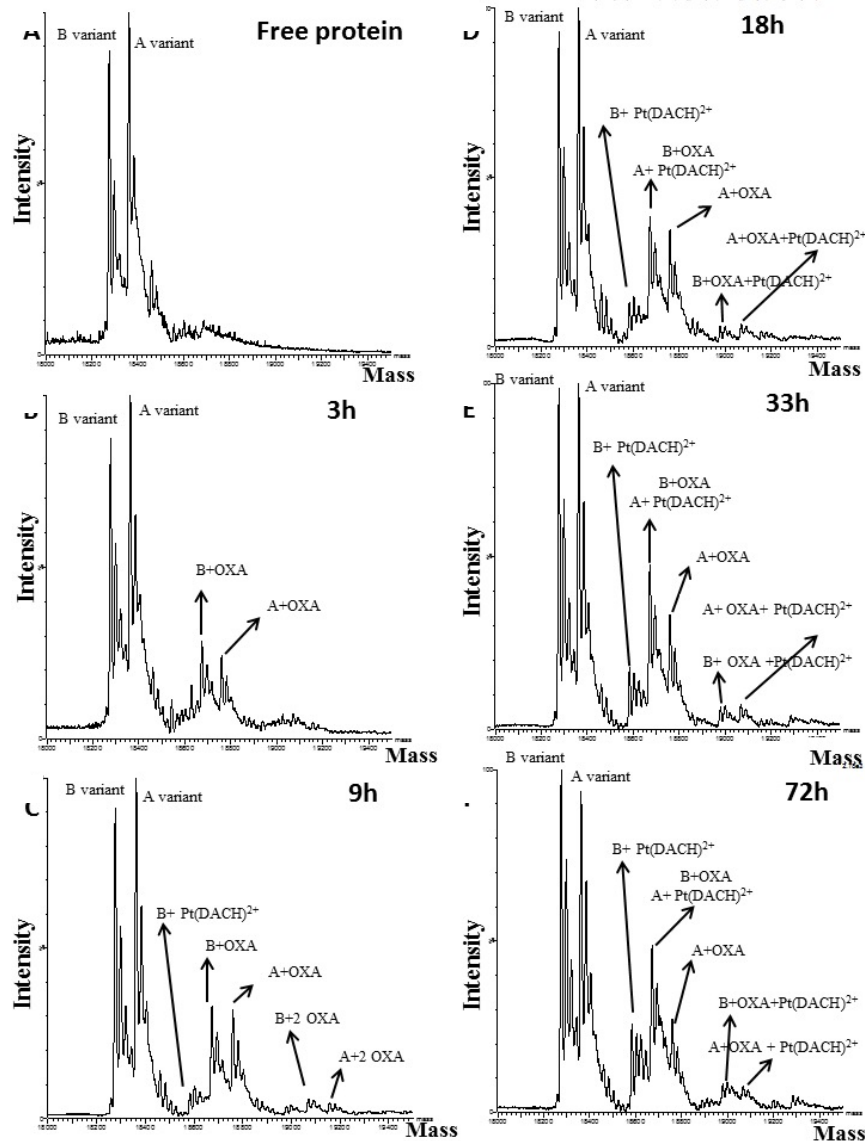 B variant
A variant
Free protein
Intensity
18000
mass
Mass
B variant
A variant
3h
B+OXA
A+OXA
Intensity
Mass
B variant
A variant
C
9h
B+ Pt(DACH)2+
B+OXA
A+OXA
B+2 OXA
A+2 OXA
Intensity
Mass
B variant
A variant
18h
B+ Pt(DACH)2+
B+OXA
A+ Pt(DACH)2+
A+OXA
A+OXA+Pt(DACH)2+
B+OXA+Pt(DACH)2+
Intensity
Mass
B variant
A variant
E
33h
B+ Pt(DACH)2+
B+OXA
A+ Pt(DACH)2+
A+OXA
A+ OXA+ Pt(DACH)2+
B+ OXA +Pt(DACH)2+
Intensity
Mass
B variant
A variant
72h
100
B+ Pt(DACH)2+
B+OXA
A+ Pt(DACH)2+
A+OXA
B+OXA+Pt(DACH)2+
A+OXA + Pt(DACH)2+
Intensity
Mass